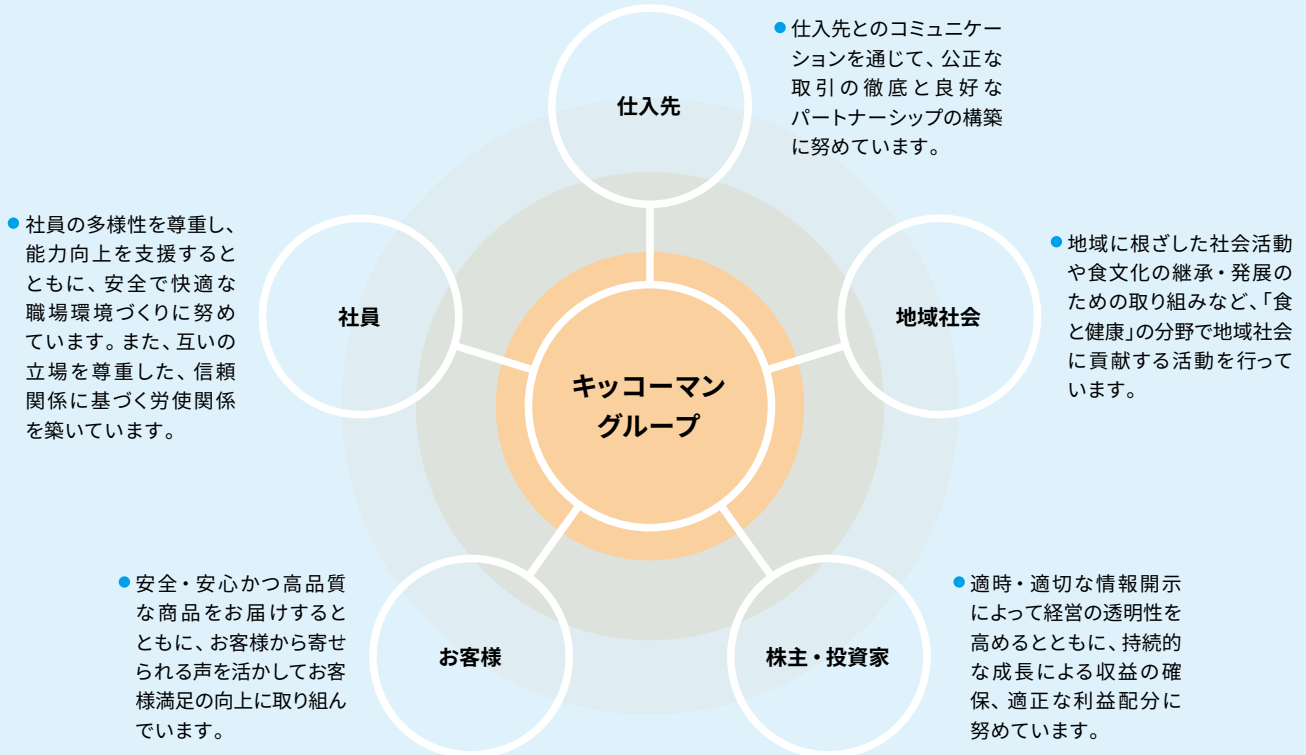 仕入先
● 仕入先とのコミュニケー
ションを通じて、公正な
取引の徹底と良好な
パートナーシップの構築
に努めています。
● 社員の多様性を尊重し、
能力向上を支援すると
ともに、安全で快適な
職場環境づくりに努め
ています。また、互いの
立場を尊重した、信頼
関係に基づく労使関係
を築いています。
社員
キッコーマン
グループ
地域社会
● 地域に根ざした社会活動
や食文化の継承・発展の
ための取り組みなど、「食
と健康」の分野で地域社会
に貢献する活動を行って
います。
● 安全・安心かつ高品質
な商品をお届けすると
ともに、お客様から寄せ
られる声を活かしてお客
様満足の向上に取り組ん
でいます。
お客様
株主・投資家
● 適時・適切な情報開示
によって経営の透明性を
高めるとともに、持続的
な成長による収益の確
保、適正な利益配分に
努めています。